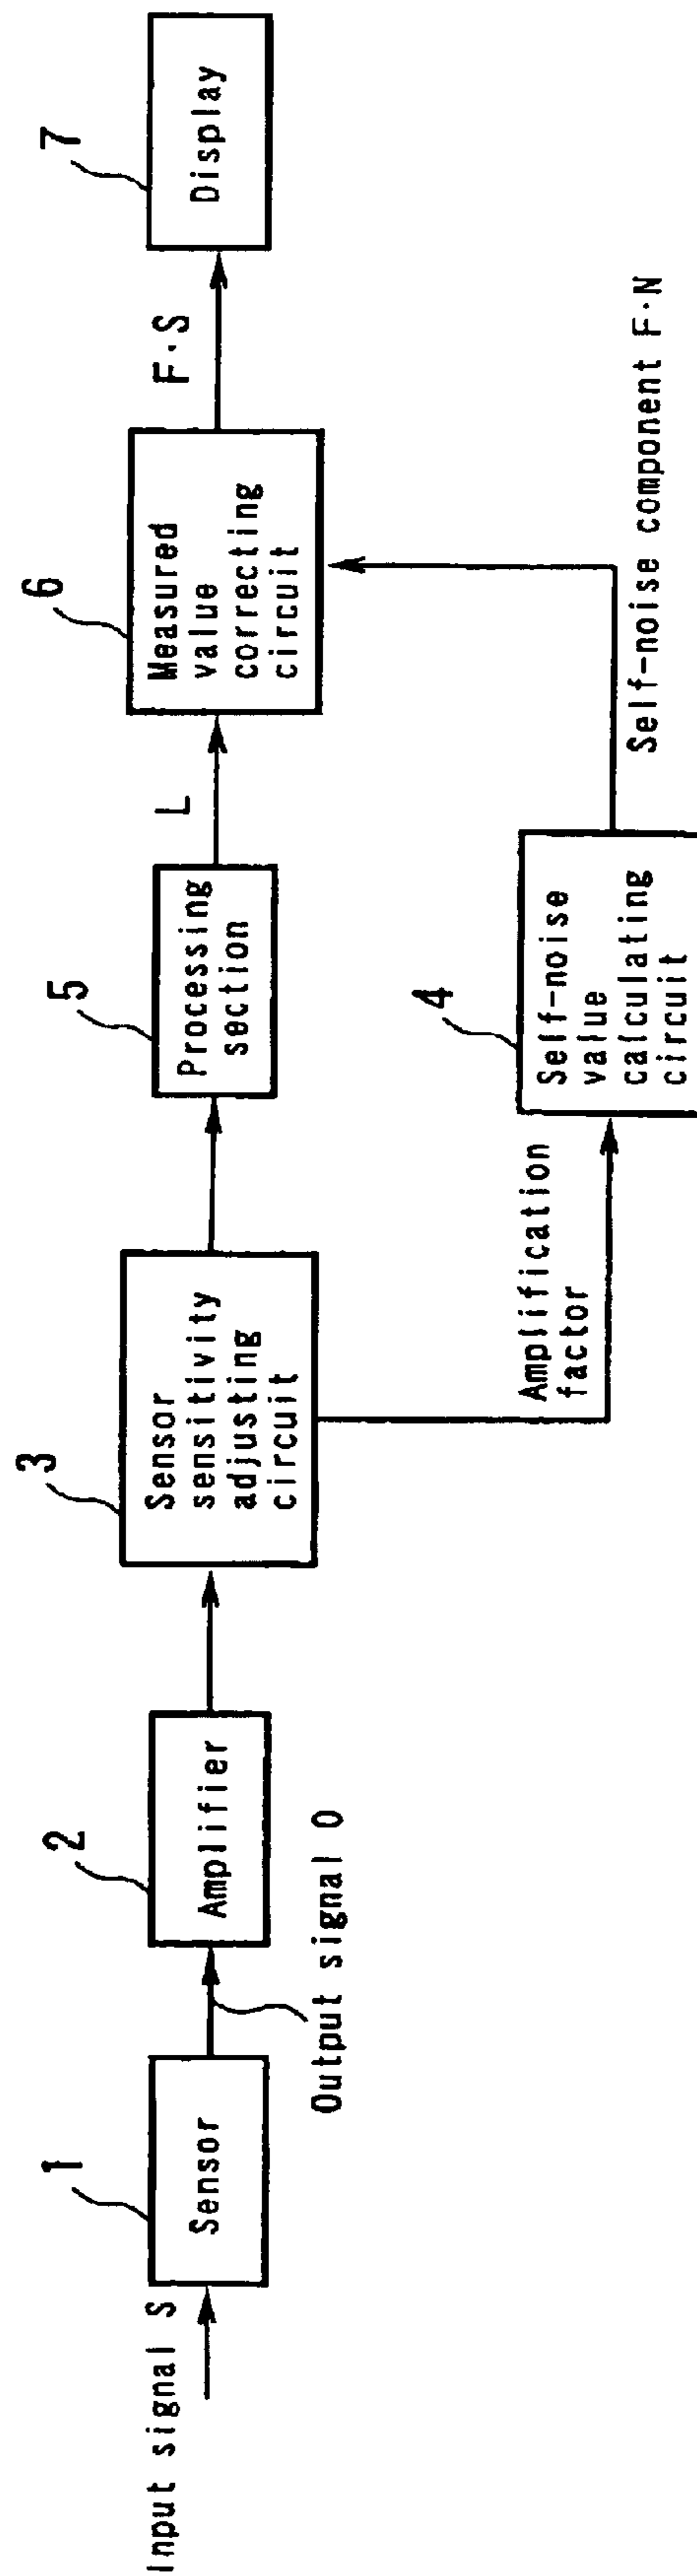 Input signal S
1
Sensor
Output signal O
2
Amplifier
3
Sensor
sensitivity
adjusting
circuit
Amplification
factor
4
Self-noise
value
calculating
circuit
Self-noise component F·N
5
Processing
section
L
6
Measured
value
correcting
circuit
F·S
7
Display